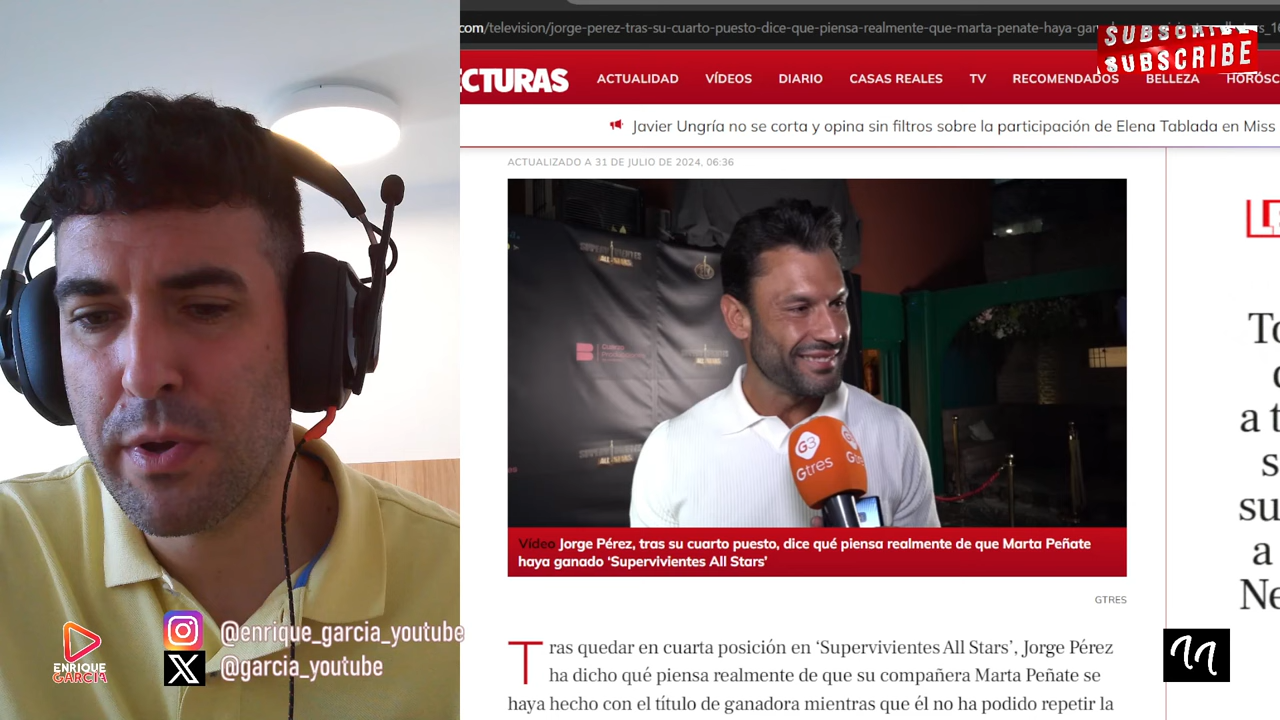 com/television/jorge-perez-tras-su-cuarto-puesto-dice-que-piensa-realmente-que-marta-penate-haya-
SUBSCRIBE
SUBSCRIBE
ECTURAS
ACTUALIDAD VÍDEOS DIARIO CASAS REALES TV RECOMENDADOS BELLEZA HORÓSC
Javier Ungría no se corta y opina sin filtros sobre la participación de Elena Tablada en Miss
ACTUALIZADO A 31 DE JULIO DE 2024, 06:36
SUPERVIVIENTES
ALL STARS
G3
Gtres
Vídeo Jorge Pérez, tras su cuarto puesto, dice qué piensa realmente de que Marta Peñate
haya ganado ‘Supervivientes All Stars’
GTRES
Tras quedar en cuarta posición en ‘Supervivientes All Stars’, Jorge Pérez
ha dicho qué piensa realmente de que su compañera Marta Peñate se
haya hecho con el título de ganadora mientras que él no ha podido repetir la
a
su
a
Ne
ENRIQUE
GARCIA
@enrique_garcia_youtube
@garcia_youtube